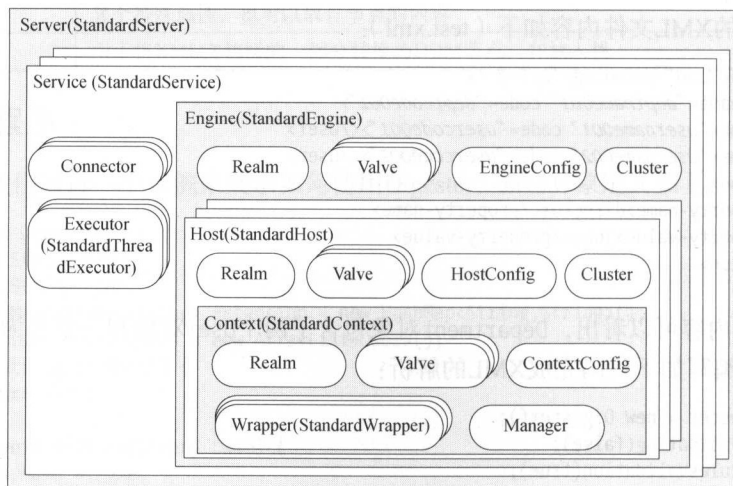 Server(StandardServer)
Service (StandardService)
Engine(StandardEngine)
Connector
Realm
Valve
EngineConfig
Cluster
Executor
(StandardThrea
dExecutor)
Host(StandardHost)
Realm
Valve
HostConfig
Cluster
Context(StandardContext)
Realm
Valve
ContextConfig
Wrapper(StandardWrapper)
Manager